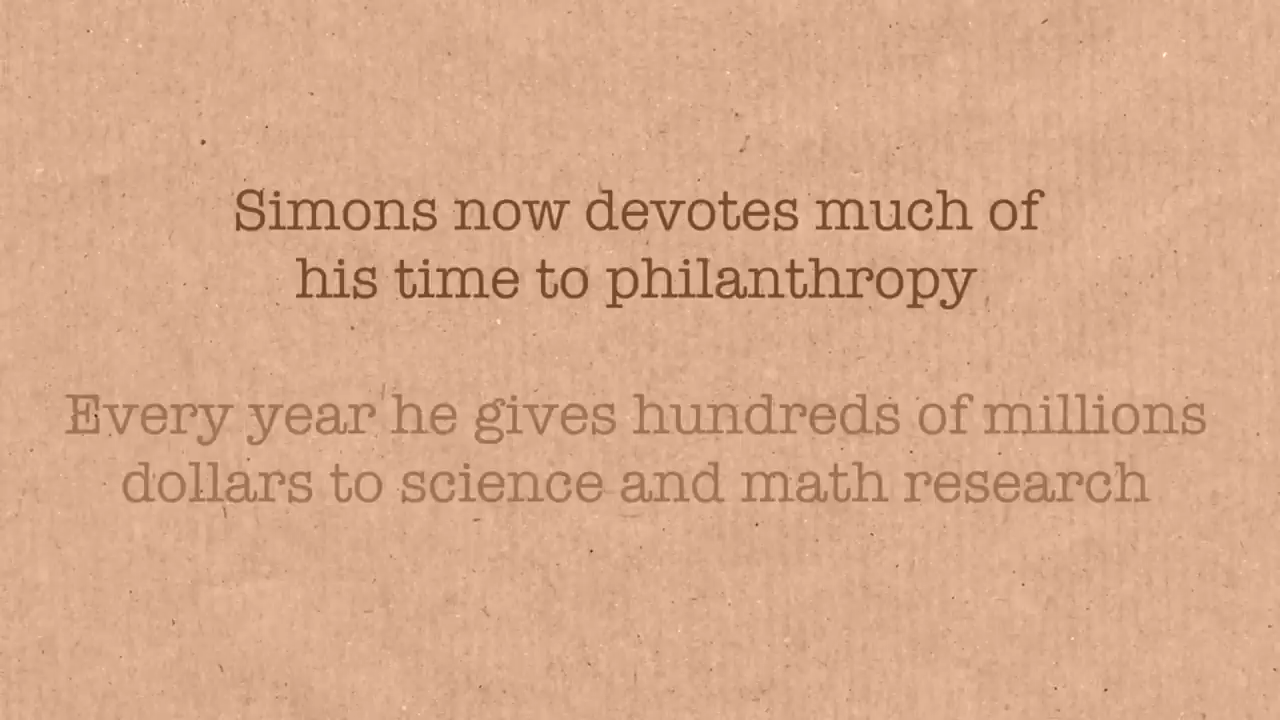 Simons now devotes much of
his time to philanthropy
Every year he gives hundreds of millions
dollars to science and math research